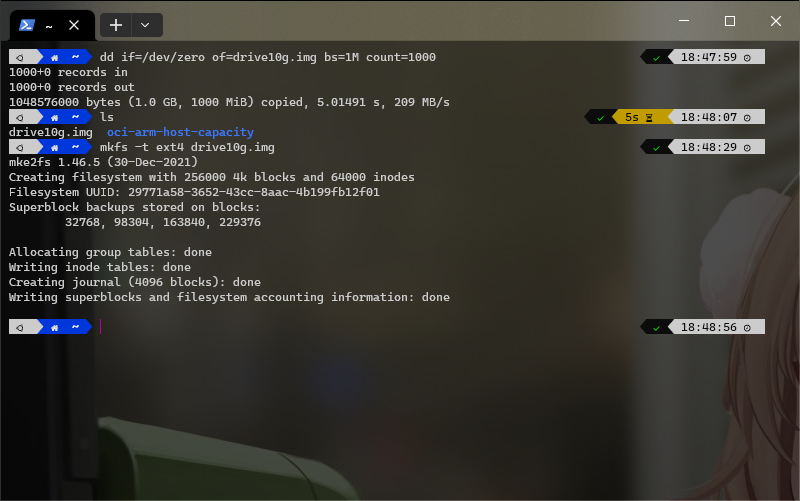 ~
~ dd if=/dev/zero of=drive10g.img bs=1M count=1000 18:47:59
1000+0 records in
1000+0 records out
1048576000 bytes (1.0 GB, 1000 MiB) copied, 5.01491 s, 209 MB/s
~ ls 5s 18:48:07
drive10g.img oci-arm-host-capacity
~ mkfs -t ext4 drive10g.img 18:48:29
mke2fs 1.46.5 (30-Dec-2021)
Creating filesystem with 256000 4k blocks and 64000 inodes
Filesystem UUID: 29771a58-3652-43cc-8aac-4b199fb12f01
Superblock backups stored on blocks:
32768, 98304, 163840, 229376
Allocating group tables: done
Writing inode tables: done
Creating journal (4096 blocks): done
Writing superblocks and filesystem accounting information: done
~ 18:48:56